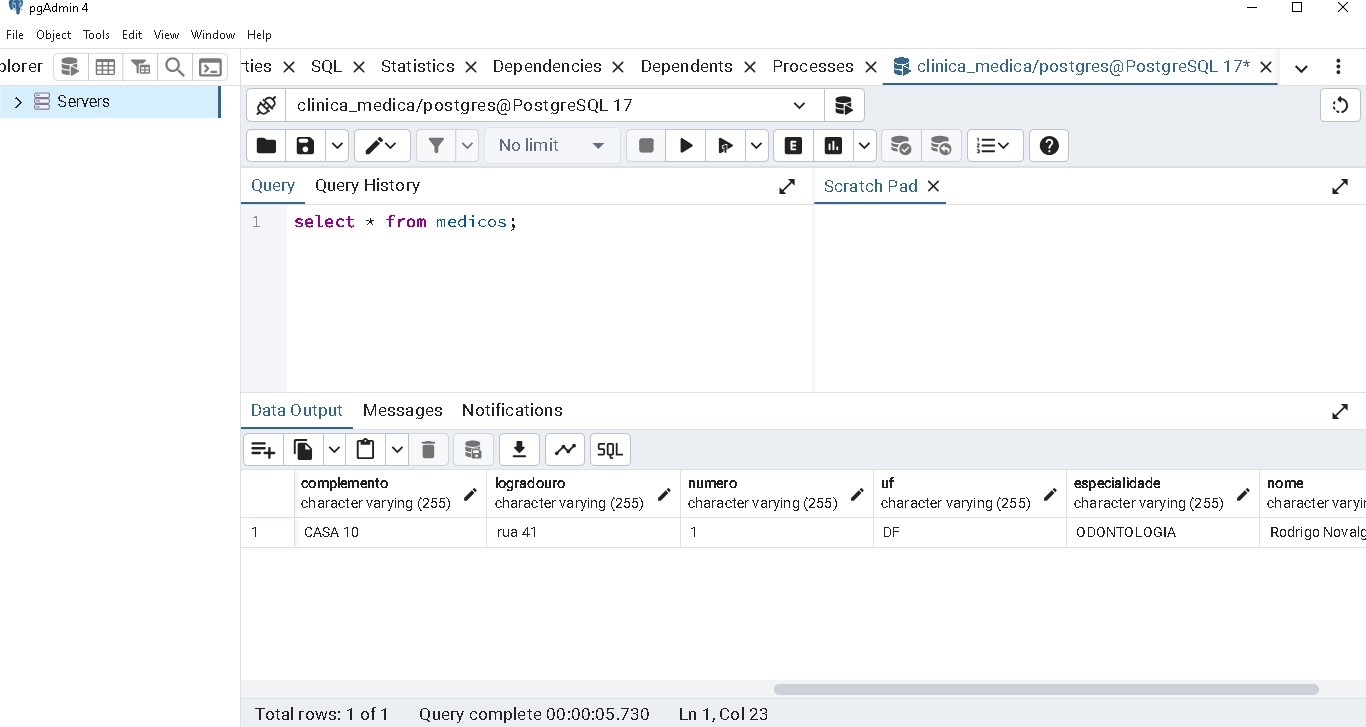 pgAdmin 4
File Object Tools Edit View Window Help
plorer
rties SQL Statistics Dependencies Dependents Processes clinica_medica/postgres@PostgreSQL 17*
Servers
clinica_medica/postgres@PostgreSQL 17
No limit
E
Query Query History
Scratch Pad
1 select * from medicos;
Data Output Messages Notifications
SQL
complemento logradouro numero uf especialidade nome
character varying (255) character varying (255) character varying (255) character varying (255) character varying (255) character varyin
1 CASA 10 rua 41 1 DF ODONTOLOGIA Rodrigo Novalg
Total rows: 1 of 1 Query complete 00:00:05.730 Ln 1, Col 23